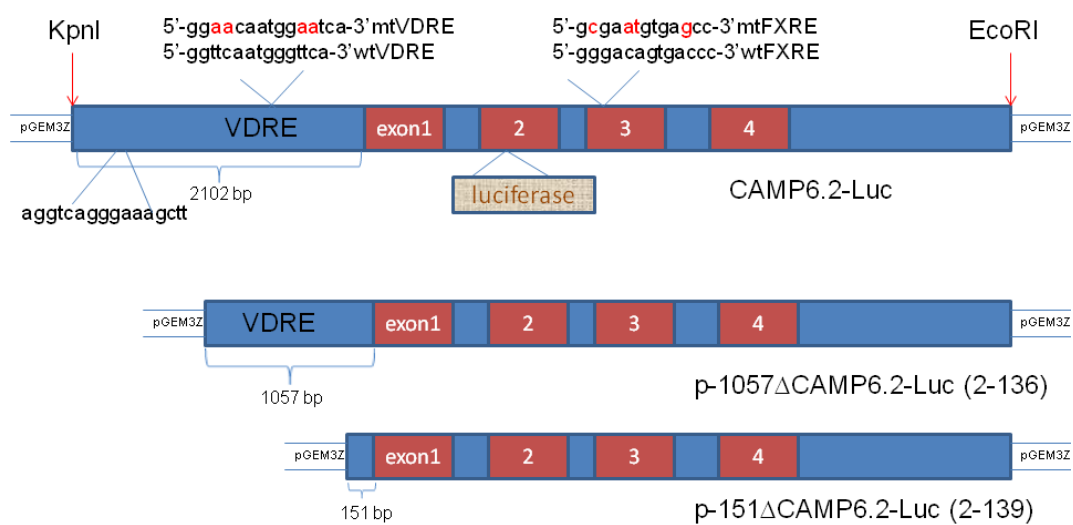 KpnI
5'-ggaacaatggaatca-3'mtVDRE
5'-ggttcaatgggttca-3'wtVDRE
5'-gcgaatgtgagcc-3'mtFXRE
5'-gggacagtgaccc-3'wtFXRE
EcoRI
pGEM3Z VDRE exon1 2 3 4 pGEM3Z
2102 bp
luciferase
CAMP6.2-Luc
aggtcagggaaagctt
pGEM3Z VDRE exon1 2 3 4 pGEM3Z
1057 bp
p-1057ΔCAMP6.2-Luc (2-136)
pGEM3Z exon1 2 3 4 pGEM3Z
151 bp
p-151ΔCAMP6.2-Luc (2-139)